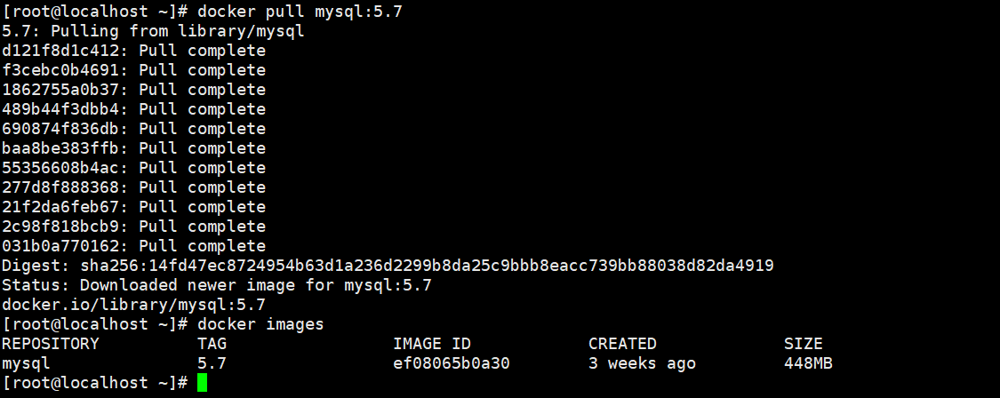 [root@localhost ~]# docker pull mysql:5.7
5.7: Pulling from library/mysql
d121f8d1c412: Pull complete
f3cebc0b4691: Pull complete
1862755a0b37: Pull complete
489b44f3dbb4: Pull complete
690874f836db: Pull complete
baa8be383ffb: Pull complete
55356608b4ac: Pull complete
277d8f888368: Pull complete
21f2da6feb67: Pull complete
2c98f818bcb9: Pull complete
031b0a770162: Pull complete
Digest: sha256:14fd47ec8724954b63d1a236d2299b8da25c9bbb8eacc739bb88038d82da4919
Status: Downloaded newer image for mysql:5.7
docker.io/library/mysql:5.7
[root@localhost ~]# docker images
REPOSITORY          TAG                 IMAGE ID            CREATED             SIZE
mysql               5.7                 ef08065b0a30        3 weeks ago         448MB
[root@localhost ~]#